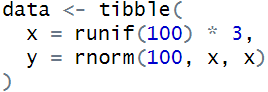 data <- tibble(
  x = runif(100) * 3,
  y = rnorm(100, x, x)
)